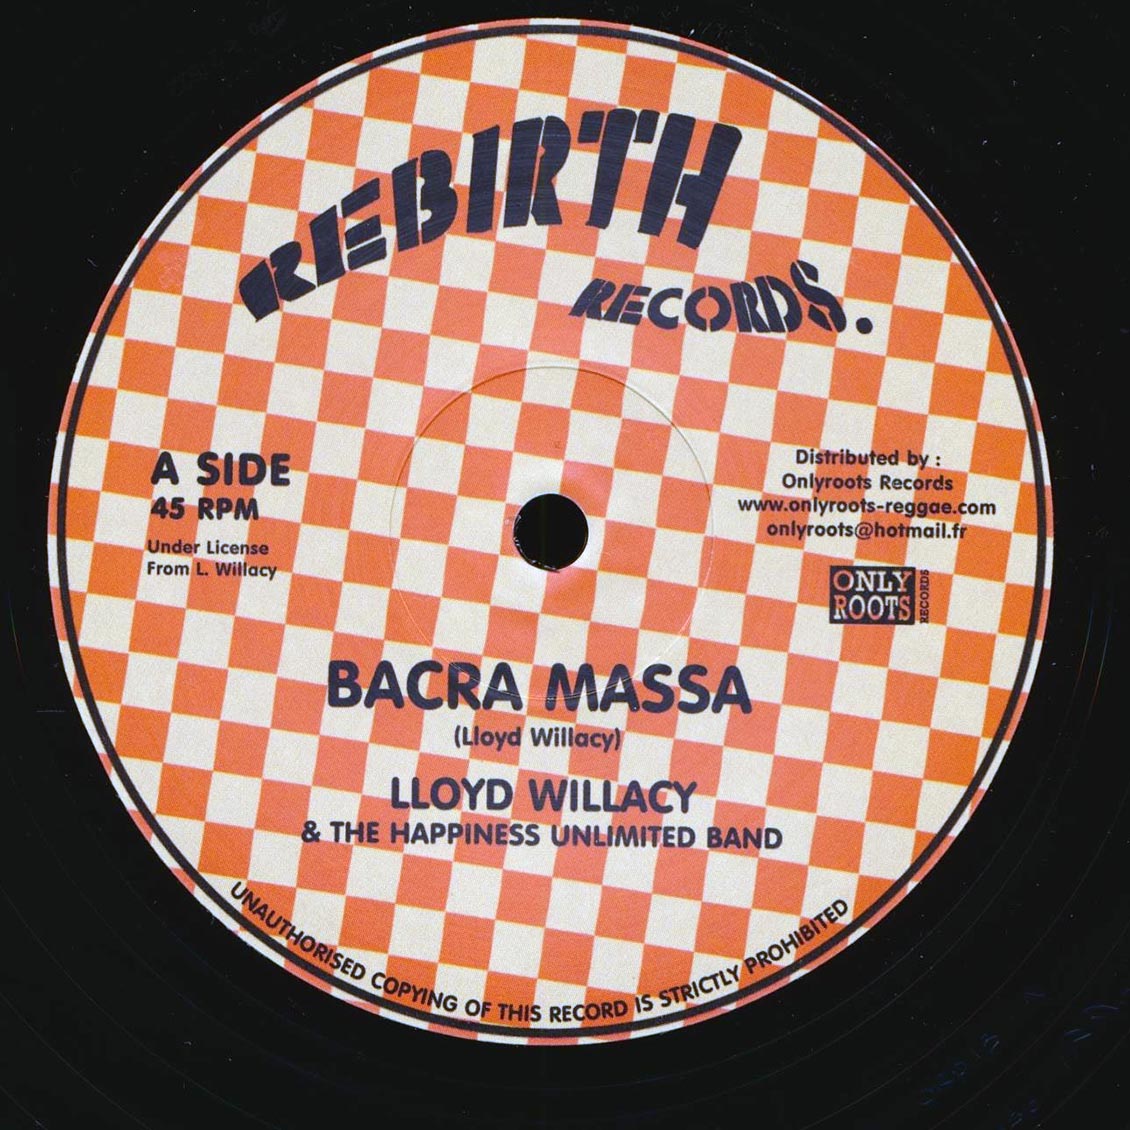 REBIRTH
RECORDS.
A SIDE
45 RPM
Under License
From L. Willacy
Distributed by :
Onlyroots Records
www.onlyroots-reggae.com
onlyroots@hotmail.fr
ONLY
ROOTS
RECORDS
BACRA MASSA
(Lloyd Willacy)
LLOYD WILLACY
& THE HAPPINESS UNLIMITED BAND
UNAUTHORISED COPYING OF THIS RECORD IS STRICTLY PROHIBITED